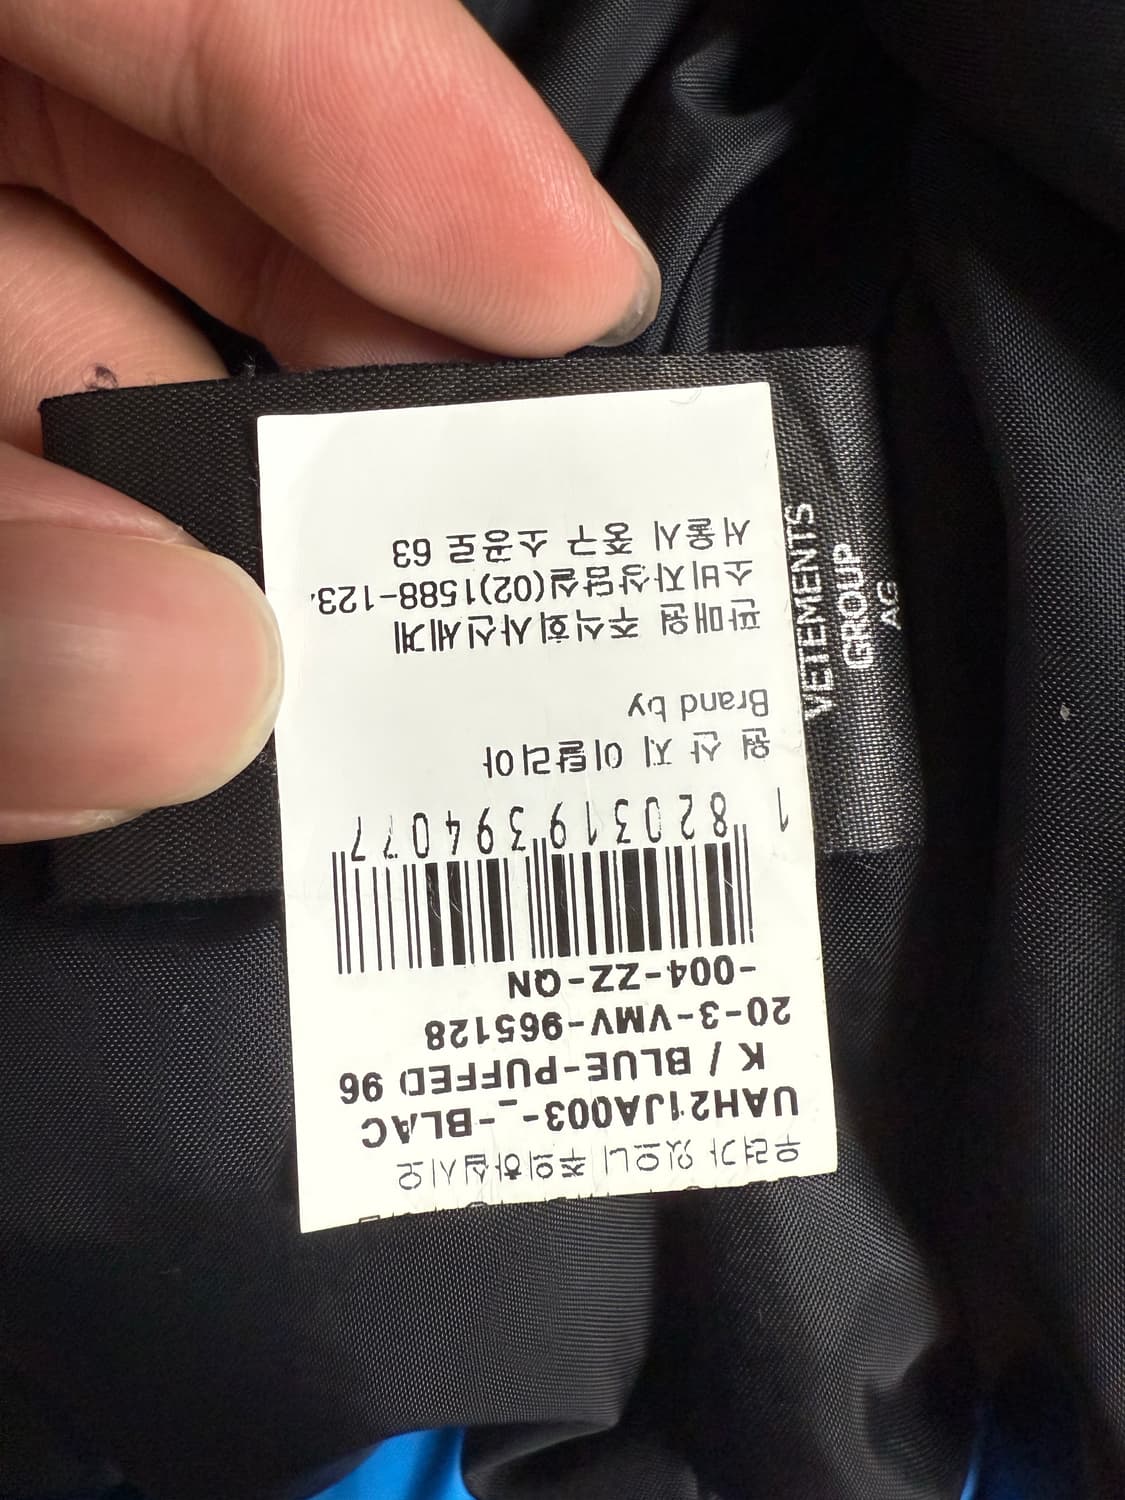 우려가 있으니 주의하십시오
UAH21JA003-_-BLAC
K / BLUE-PUFFED 96
20-3-VMV-965128
-004-ZZ-QN
1 820319 394077
원 산 지 이탈리아
Brand by
판매원 주식회사신세계
소비자상담실(02)1588-123
서울시 중구 소공로 63
VETEMENTS
GROUP
AG